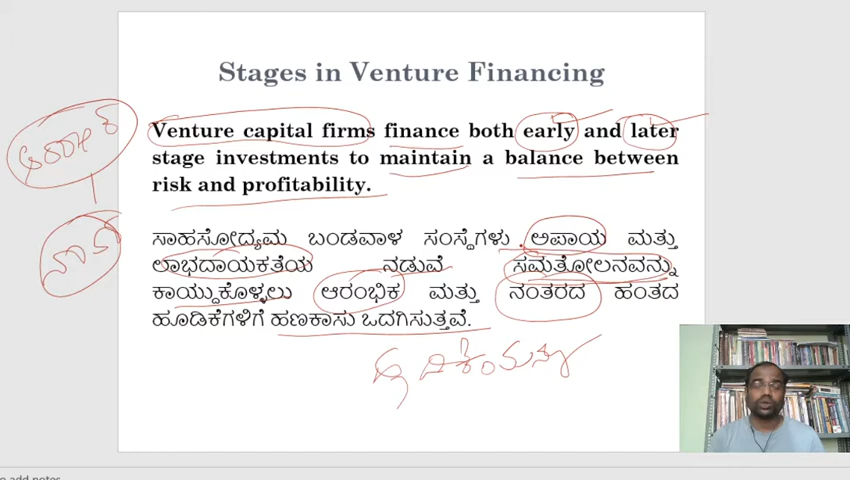 Stages in Venture Financing
Venture capital firms finance both early and later
stage investments to maintain a balance between
risk and profitability.
ಸಾಹಸೋದ್ಯಮ ಬಂಡವಾಳ ಸಂಸ್ಥೆಗಳು ಅಪಾಯ ಮತ್ತು
ಲಾಭದಾಯಕತೆಯ ನಡುವೆ ಸಮತೋಲನವನ್ನು
ಕಾಯ್ದುಕೊಳ್ಳಲು ಆರಂಭಿಕ ಮತ್ತು ನಂತರದ ಹಂತದ
ಹೂಡಿಕೆಗಳಿಗೆ ಹಣಕಾಸು ಒದಗಿಸುತ್ತವೆ.
add notes